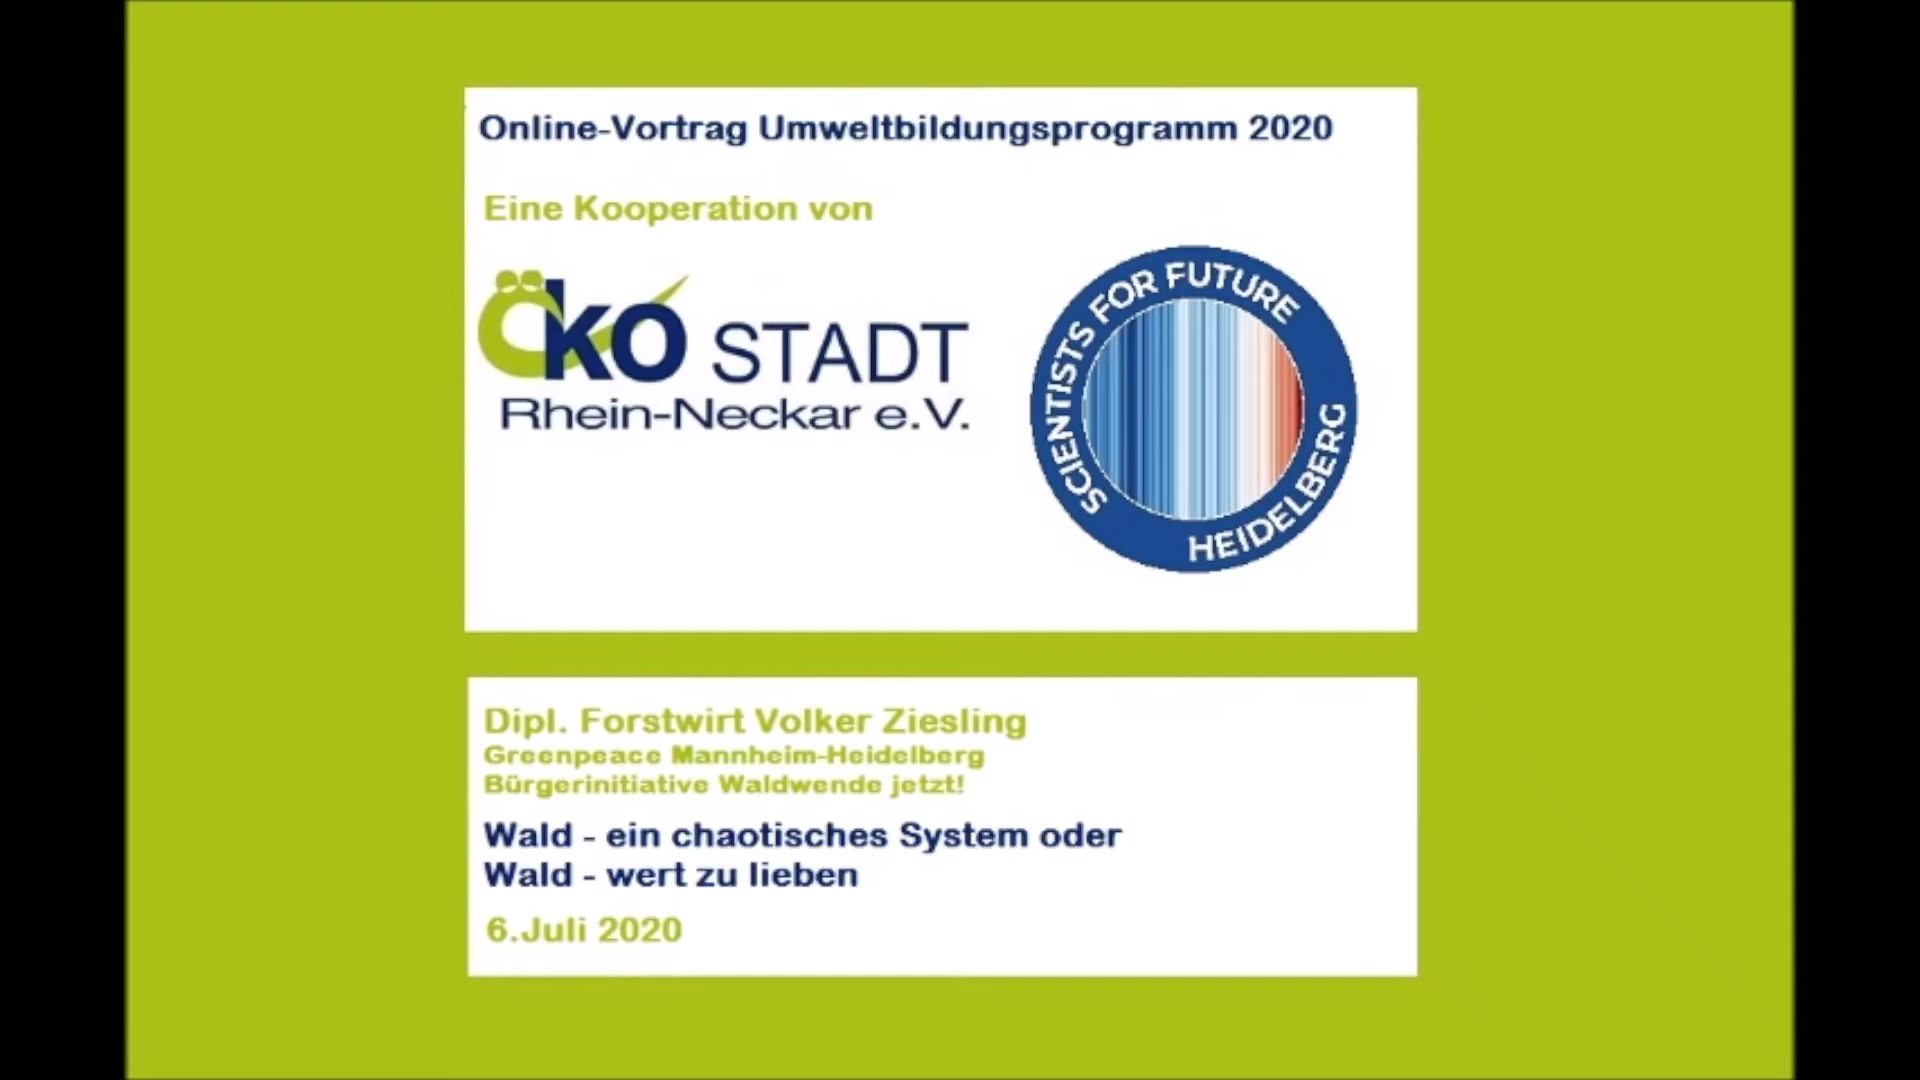 Online-Vortrag Umweltbildungsprogramm 2020
Eine Kooperation von
ÖKO STADT
Rhein-Neckar e.V.
SCIENTISTS FOR FUTURE
HEIDELBERG
Dipl. Forstwirt Volker Ziesling
Greenpeace Mannheim-Heidelberg
Bürgerinitiative Waldwende jetzt!
Wald - ein chaotisches System oder
Wald - wert zu lieben
6.Juli 2020